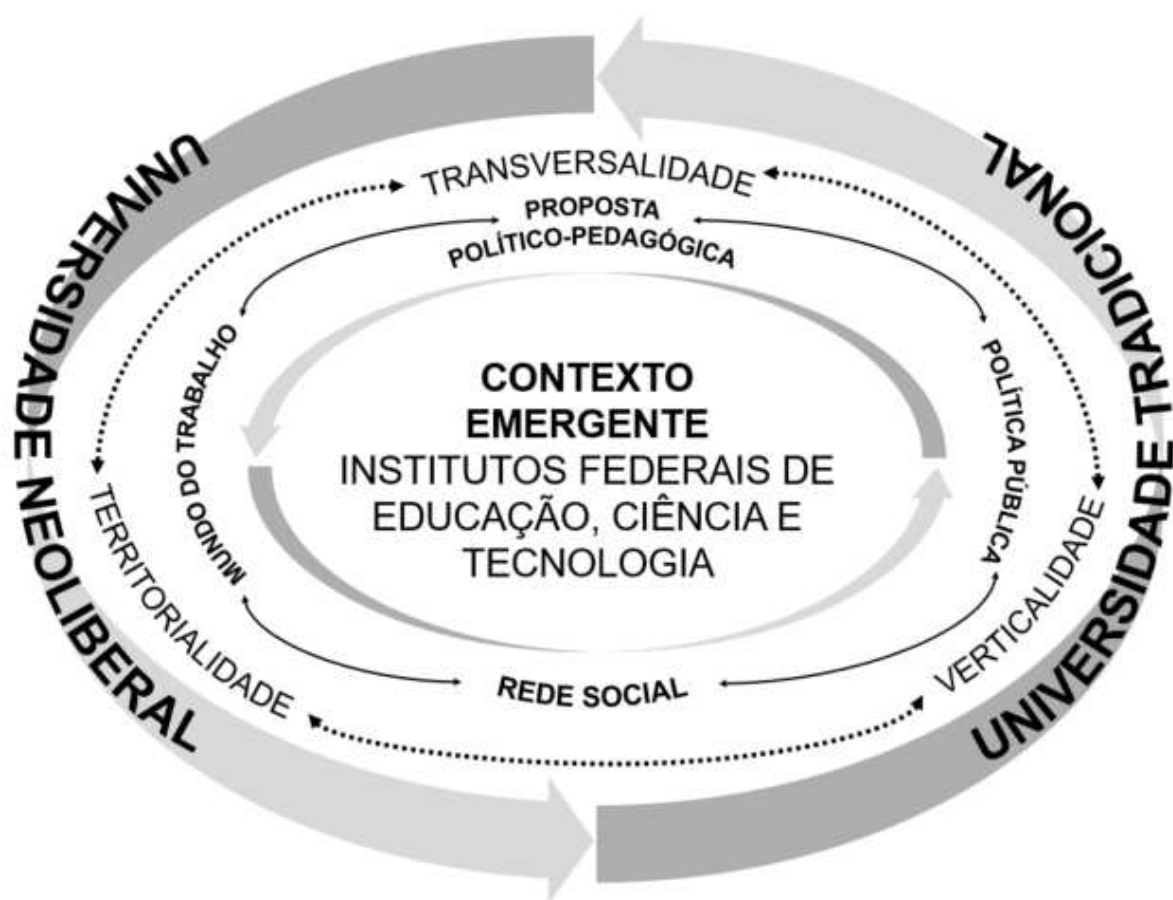 UNIVERSIDADE NEOLIBERAL
UNIVERSIDADE TRADICIONAL
TRANSVERSALIDADE
PROPOSTA
POLÍTICO-PEDAGÓGICA
MUNDO DO TRABALHO
POLÍTICA PÚBLICA
CONTEXTO
EMERGENTE
INSTITUTOS FEDERAIS DE
EDUCAÇÃO, CIÊNCIA E
TECNOLOGIA
TERRITORIALIDADE
VERTICALIDADE
REDE SOCIAL